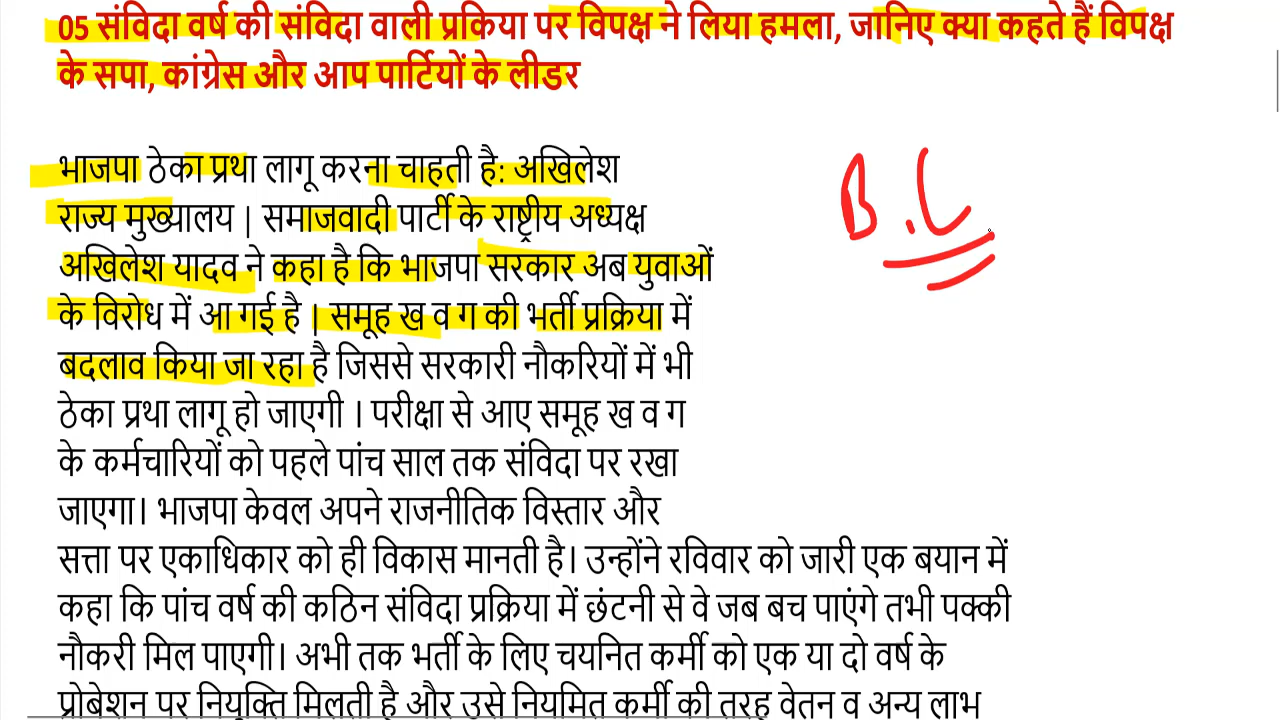 05 संविदा वर्ष की संविदा वाली प्रकिया पर विपक्ष ने लिया हमला, जानिए क्या कहते हैं विपक्ष
के सपा, कांग्रेस और आप पार्टियों के लीडर
भाजपा ठेका प्रथा लागू करना चाहती है: अखिलेश
राज्य मुख्यालय | समाजवादी पार्टी के राष्ट्रीय अध्यक्ष
अखिलेश यादव ने कहा है कि भाजपा सरकार अब युवाओं
के विरोध में आ गई है | समूह ख व ग की भर्ती प्रक्रिया में
बदलाव किया जा रहा है जिससे सरकारी नौकरियों में भी
ठेका प्रथा लागू हो जाएगी । परीक्षा से आए समूह ख व ग
के कर्मचारियों को पहले पांच साल तक संविदा पर रखा
जाएगा। भाजपा केवल अपने राजनीतिक विस्तार और
सत्ता पर एकाधिकार को ही विकास मानती है। उन्होंने रविवार को जारी एक बयान में
कहा कि पांच वर्ष की कठिन संविदा प्रक्रिया में छंटनी से वे जब बच पाएंगे तभी पक्की
नौकरी मिल पाएगी। अभी तक भर्ती के लिए चयनित कर्मी को एक या दो वर्ष के
प्रोबेशन पर नियुक्ति मिलती है और उसे नियमित कर्मी की तरह वेतन व अन्य लाभ
B.L